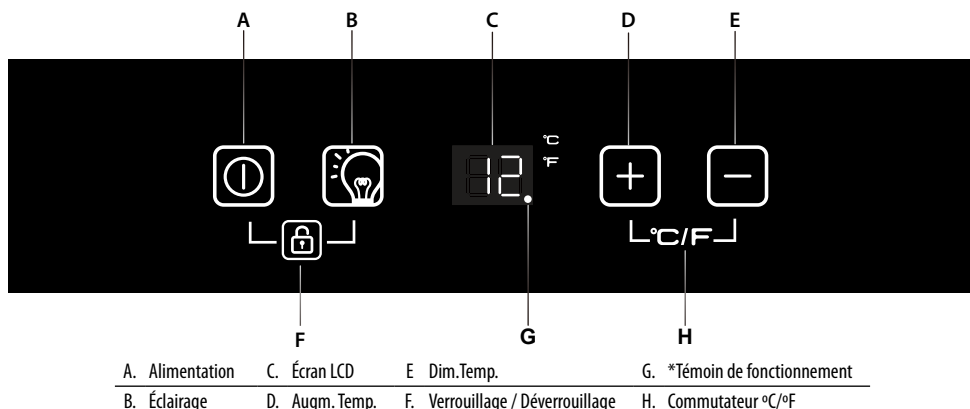 A B C D E
°C
°F
12.
°C/F
F G H
A. Alimentation C. Écran LCD E Dim.Temp. G. *Témoin de fonctionnement
B. Éclairage D. Augm. Temp. F. Verrouillage / Déverrouillage H. Commutateur ºC/ºF